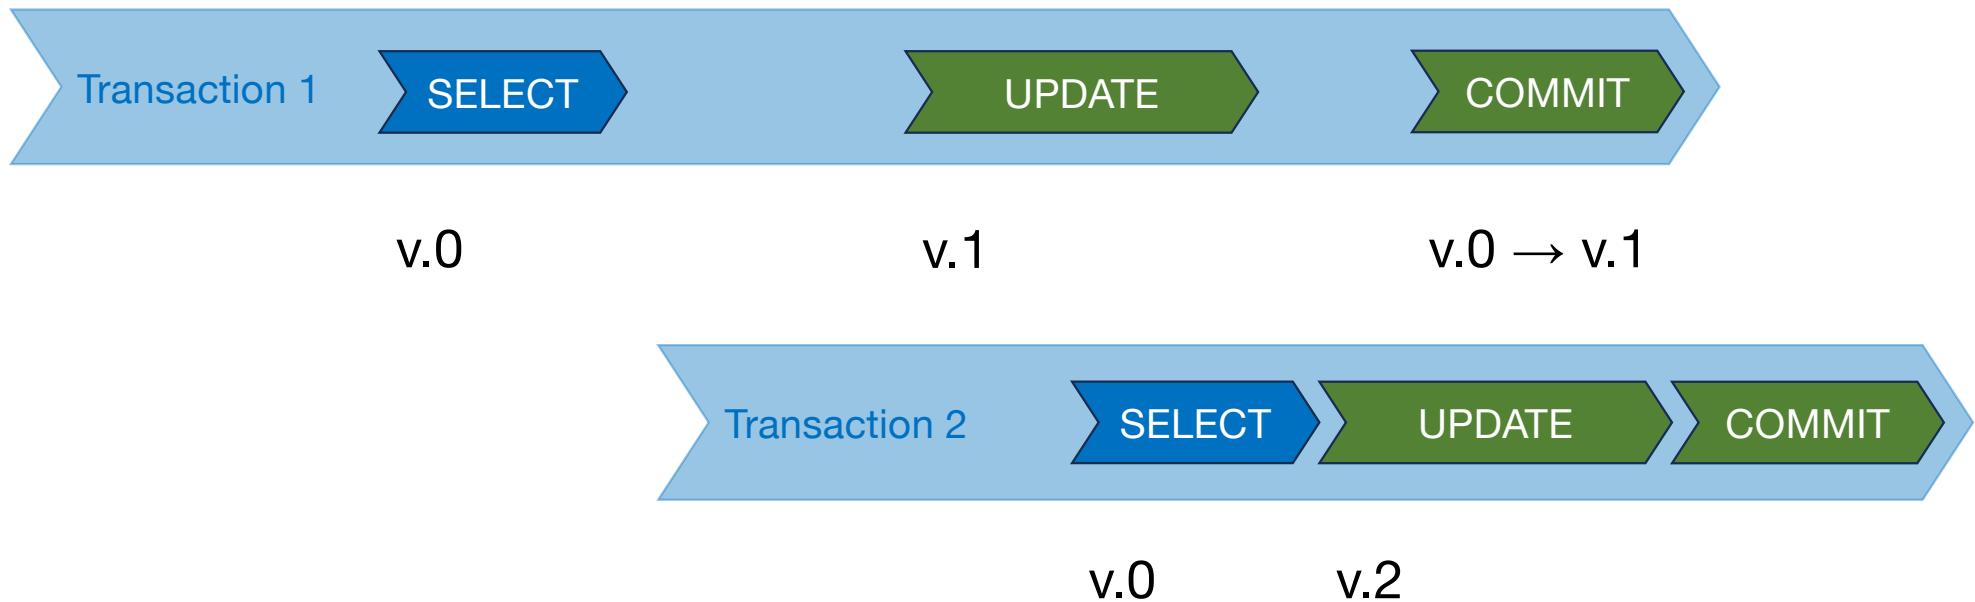 Transaction 1 SELECT UPDATE COMMIT
v.0 v.1 v.0 → v.1
Transaction 2 SELECT UPDATE COMMIT
v.0 v.2